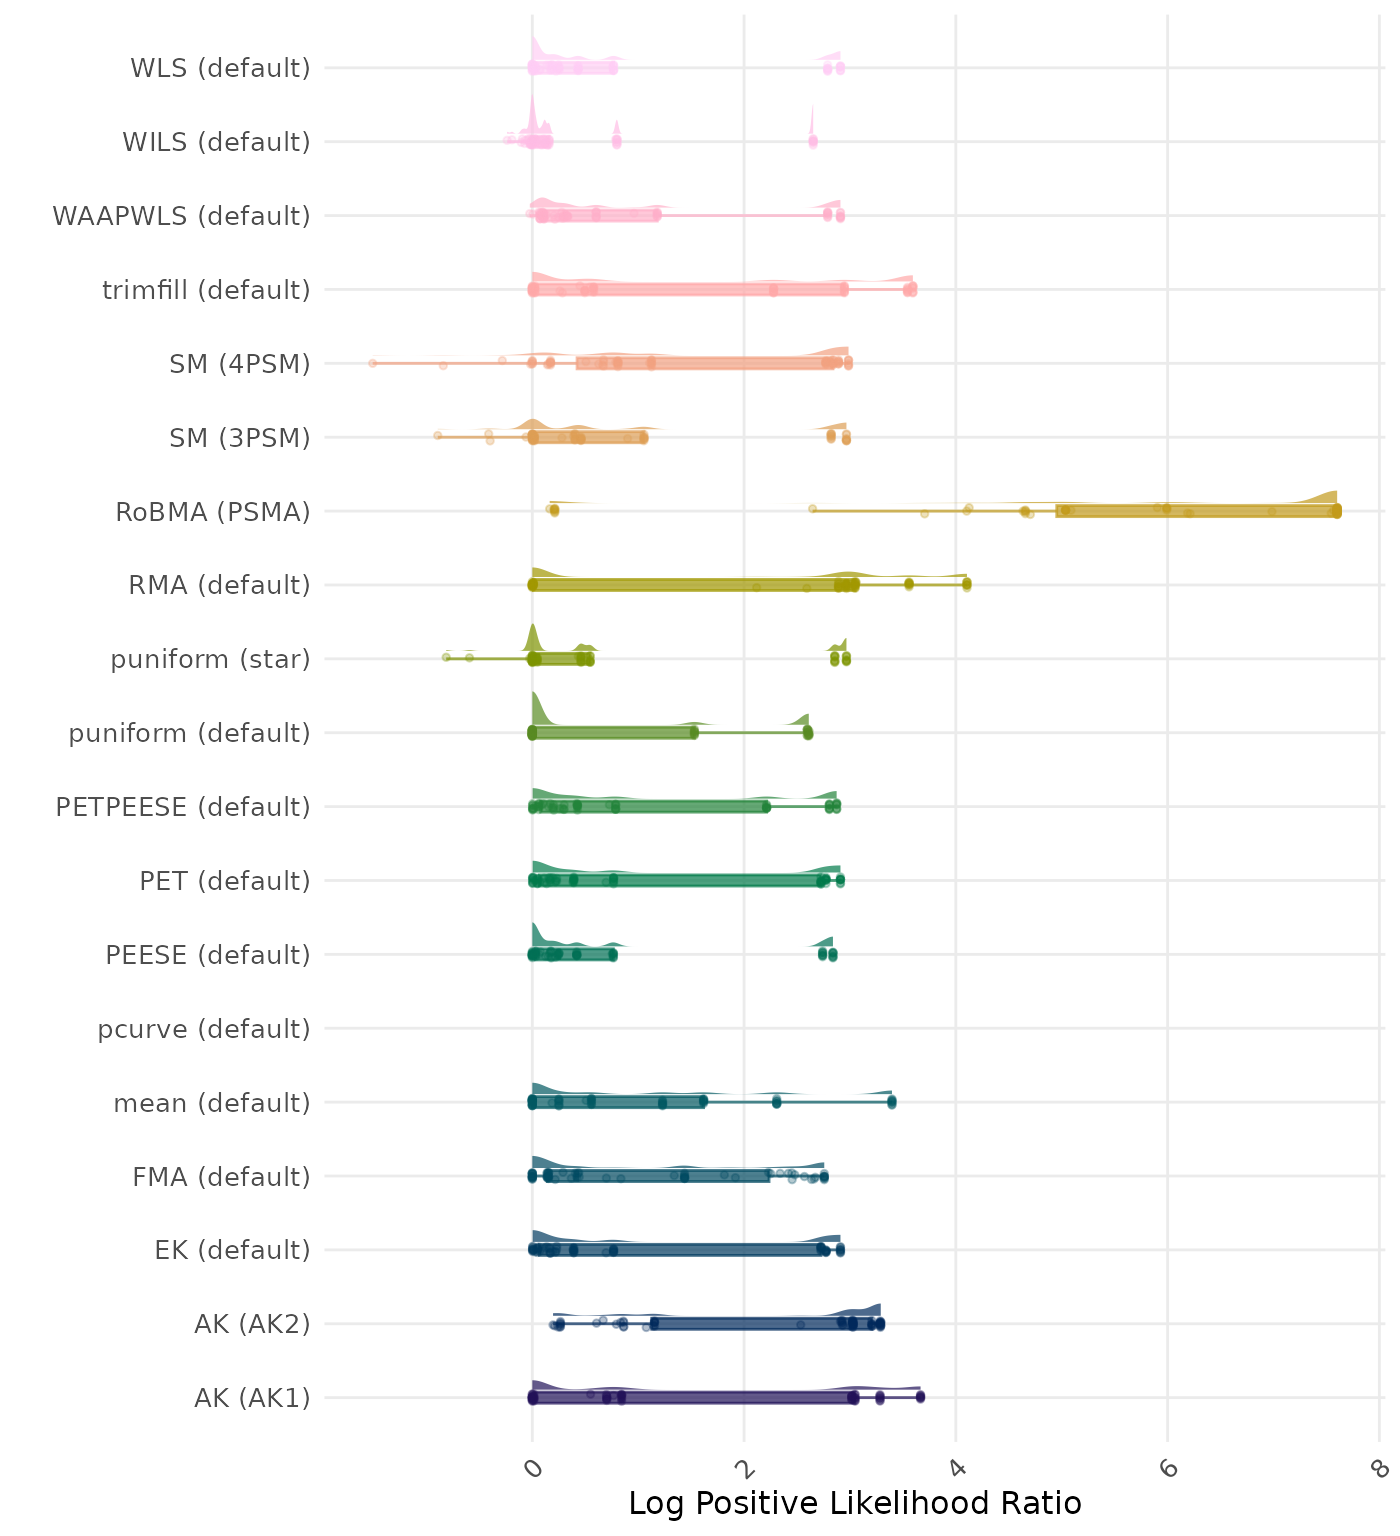 WLS (default)
WILS (default)
WAAPWLS (default)
trimfill (default)
SM (4PSM)
SM (3PSM)
RoBMA (PSMA)
RMA (default)
puniform (star)
puniform (default)
PETPEESE (default)
PET (default)
PEESE (default)
pcurve (default)
mean (default)
FMA (default)
EK (default)
AK (AK2)
AK (AK1)
0 2 4 6 8
Log Positive Likelihood Ratio